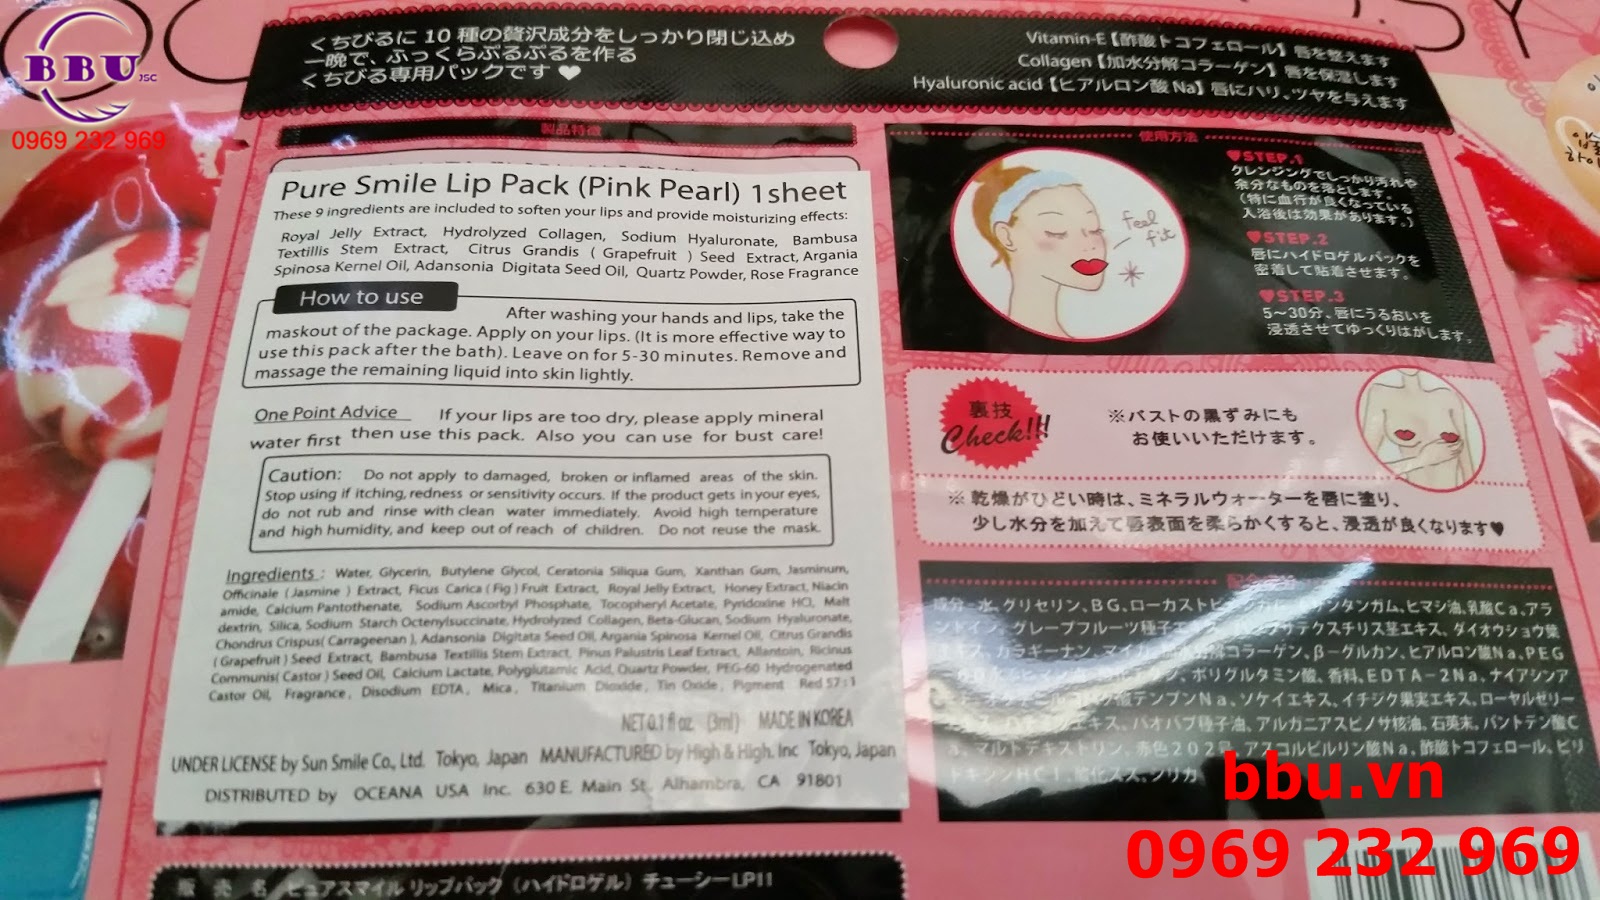 BBU JSC
0969 232 969
くちびるに 10 種の贅沢成分をしっかり閉じ込め
一晩で、ふっくらぷるぷるを作る
くちびる専用パックです ♥
Vitamin-E【酢酸トコフェロール】唇を整えます
Collagen【加水分解コラーゲン】唇を保湿します
Hyaluronic acid【ヒアルロン酸 Na】唇にハリ、ツヤを与えます
製品特徴
Pure Smile Lip Pack (Pink Pearl) 1sheet
These 9 ingredients are included to soften your lips and provide moisturizing effects:
Royal Jelly Extract, Hydrolyzed Collagen, Sodium Hyaluronate, Bambusa
Textillis Stem Extract, Citrus Grandis ( Grapefruit ) Seed Extract, Argania
Spinosa Kernel Oil, Adansonia Digitata Seed Oil, Quartz Powder, Rose Fragrance
How to use
After washing your hands and lips, take the
maskout of the package. Apply on your lips. (It is more effective way to
use this pack after the bath). Leave on for 5-30 minutes. Remove and
massage the remaining liquid into skin lightly.
One Point Advice If your lips are too dry, please apply mineral
water first then use this pack. Also you can use for bust care!
Caution: Do not apply to damaged, broken or inflamed areas of the skin.
Stop using if itching, redness or sensitivity occurs. If the product gets in your eyes,
do not rub and rinse with clean water immediately. Avoid high temperature
and high humidity, and keep out of reach of children. Do not reuse the mask.
Ingredients : Water, Glycerin, Butylene Glycol, Ceratonia Siliqua Gum, Xanthan Gum, Jasminum,
Officinale ( Jasmine ) Extract, Ficus Carica ( Fig ) Fruit Extract, Royal Jelly Extract, Honey Extract, Niacin
amide, Calcium Pantothenate, Sodium Ascorbyl Phosphate, Tocopheryl Acetate, Pyridoxine HCl, Malt
dextrin, Silica, Sodium Starch Octenylsuccinate, Hydrolyzed Collagen, Beta-Glucan, Sodium Hyaluronate,
Chondrus Crispus( Carrageenan ), Adansonia Digitata Seed Oil, Argania Spinosa Kernel Oil, Citrus Grandis
( Grapefruit ) Seed Extract, Bambusa Textillis Stem Extract, Pinus Palustris Leaf Extract, Allantoin, Ricinus
Communis( Castor ) Seed Oil, Calcium Lactate, Polyglutamic Acid, Quartz Powder, PEG-60 Hydrogenated
Castor Oil, Fragrance , Disodium EDTA , Mica , Titanium Dioxide , Tin Oxide , Pigment Red 57 : 1
NET 0.1 fl oz. (3ml) MADE IN KOREA
UNDER LICENSE by Sun Smile Co., Ltd. Tokyo, Japan MANUFACTURED by High & High. Inc Tokyo, Japan
DISTRIBUTED by OCEANA USA Inc. 630 E. Main St. Alhambra, CA 91801
使用方法
feel
fit
♥STEP.1
クレンジングでしっかり汚れや
余分なものを落とします
(特に血行が良くなっている
入浴後は効果があります。)
♥STEP.2
唇にハイドロゲルパックを
密着して貼着させます。
♥STEP.3
5〜30分、唇にうるおいを
浸透させてゆっくりはがします。
裏技
Check!!!
※バストの黒ずみにも
お使いいただけます。
※ 乾燥がひどい時は、ミネラルウォーターを唇に塗り、
少し水分を加えて唇表面を柔らかくすると、浸透が良くなります♥
成分 水、グリセリン、BG、ローカスト キサンタンガム、ヒマシ油、乳酸Ca、アラ
ントイン、グレープフルーツ種子エキス、 テクスチリス茎エキス、ダイオウショウ葉
エキス、カラギーナン、マイカ、加水分解コラーゲン、β−グルカン、ヒアルロン酸Na、PEG
ポリグルタミン酸、香料、EDTA−2Na、ナイアシンア
コハク酸デンプンNa、ソケイエキス、イチジク果実エキス、ローヤルゼリー
エキス、ハチミツエキス、バオバブ種子油、アルガニアスピノサ核油、石英末、パントテン酸C
a、マルトデキストリン、赤色202号、アスコルビルリン酸Na、酢酸トコフェロール、ピリ
ドキシンHCl、酸化スズ、シリカ
bbu.vn
0969 232 969
販 売 名 ピュアスマイル リップパック(ハイドロゲル)チューシーLP11